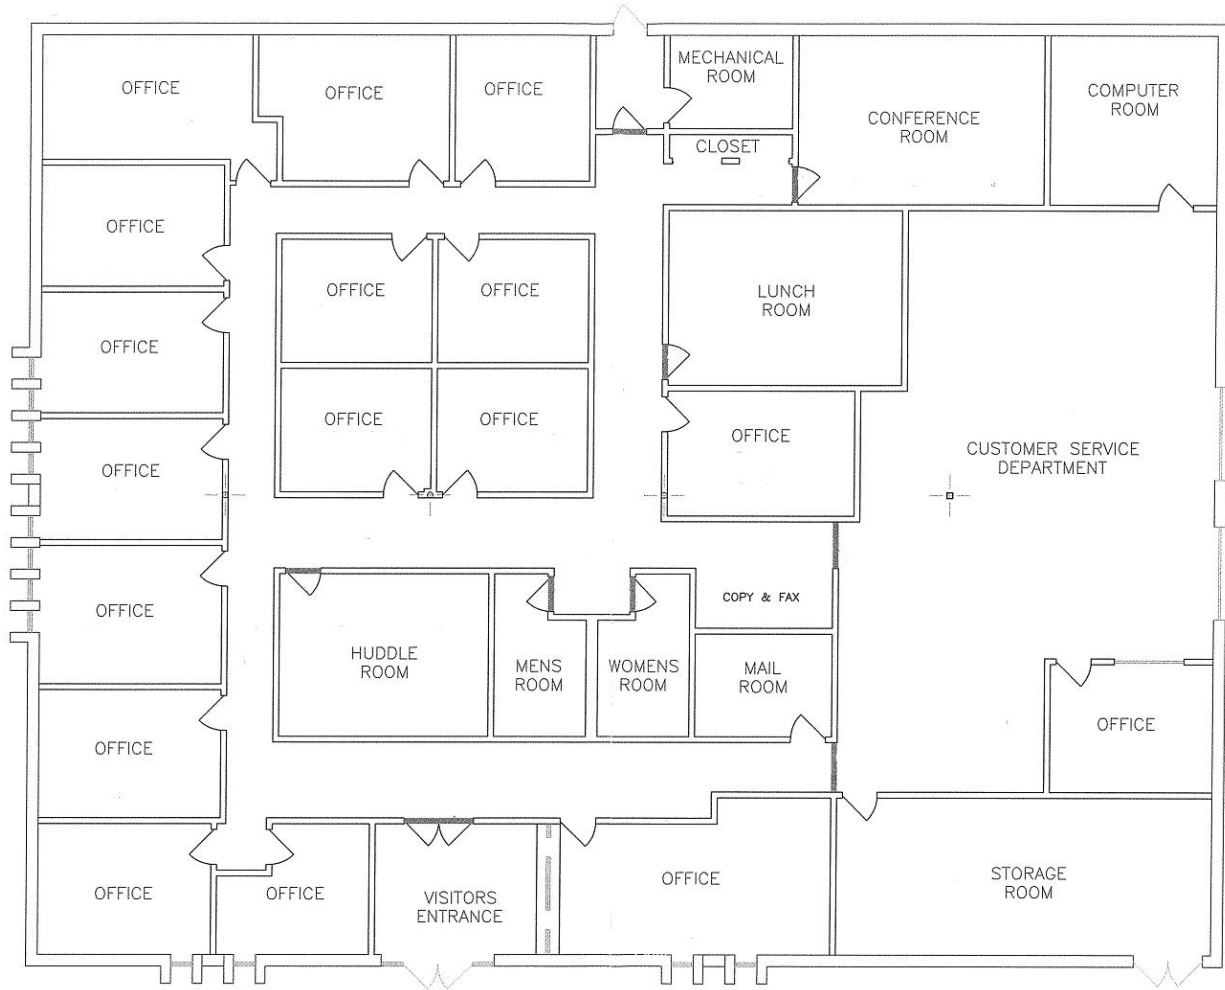 OFFICE
OFFICE
OFFICE
MECHANICAL
ROOM
CONFERENCE
ROOM
COMPUTER
ROOM
CLOSET
OFFICE
OFFICE
OFFICE
LUNCH
ROOM
OFFICE
OFFICE
OFFICE
OFFICE
CUSTOMER SERVICE
DEPARTMENT
OFFICE
OFFICE
COPY & FAX
HUDDLE
ROOM
MENS
ROOM
WOMENS
ROOM
MAIL
ROOM
OFFICE
OFFICE
OFFICE
OFFICE
VISITORS
ENTRANCE
OFFICE
STORAGE
ROOM